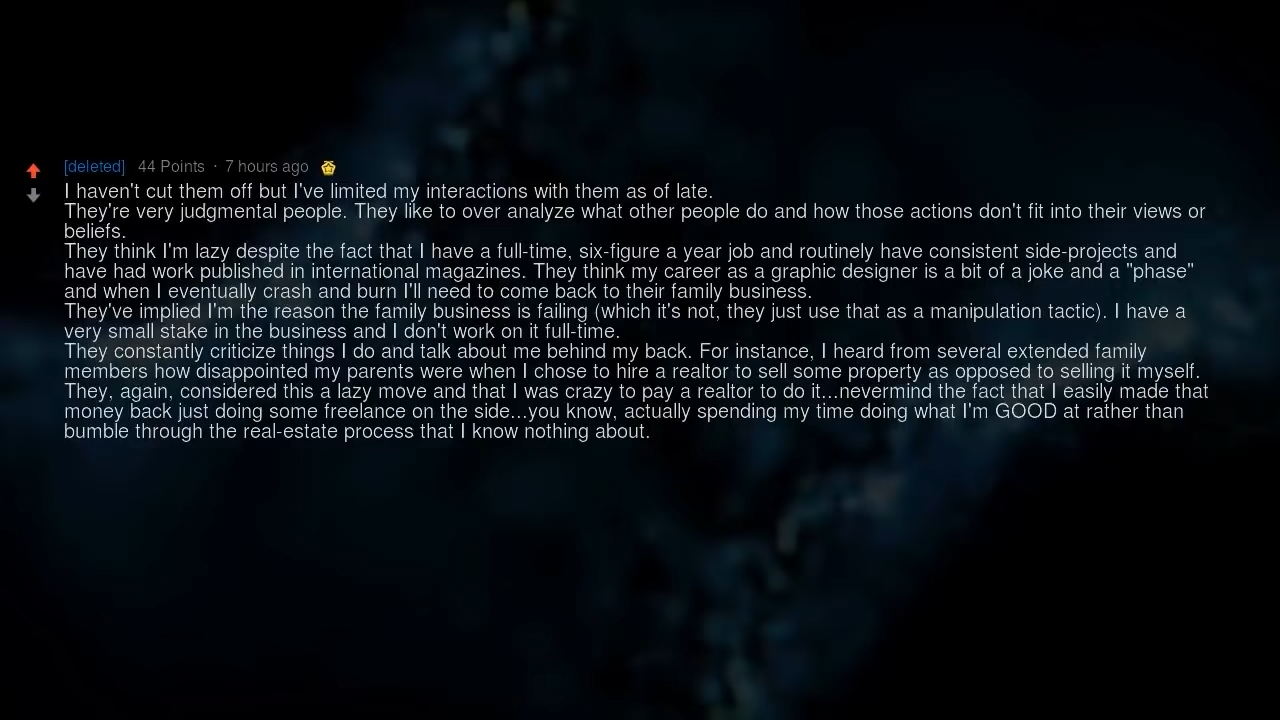 [deleted] 44 Points · 7 hours ago
I haven't cut them off but I've limited my interactions with them as of late.
They're very judgmental people. They like to over analyze what other people do and how those actions don't fit into their views or
beliefs.
They think I'm lazy despite the fact that I have a full-time, six-figure a year job and routinely have consistent side-projects and
have had work published in international magazines. They think my career as a graphic designer is a bit of a joke and a "phase"
and when I eventually crash and burn I'll need to come back to their family business.
They've implied I'm the reason the family business is failing (which it's not, they just use that as a manipulation tactic). I have a
very small stake in the business and I don't work on it full-time.
They constantly criticize things I do and talk about me behind my back. For instance, I heard from several extended family
members how disappointed my parents were when I chose to hire a realtor to sell some property as opposed to selling it myself.
They, again, considered this a lazy move and that I was crazy to pay a realtor to do it...nevermind the fact that I easily made that
money back just doing some freelance on the side...you know, actually spending my time doing what I'm GOOD at rather than
bumble through the real-estate process that I know nothing about.